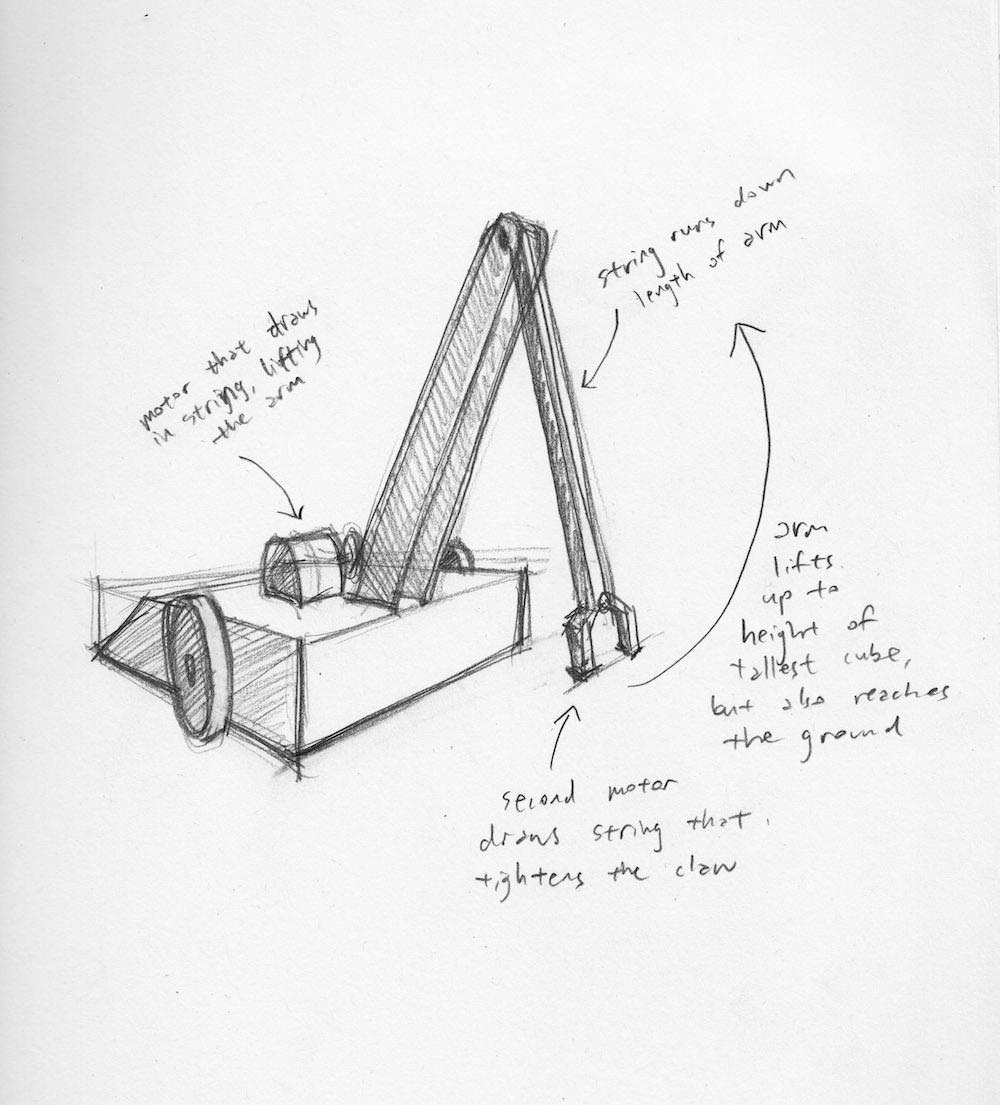 string runs down
length of arm
motor that draws
in string, lifting
the arm
arm
lifts
up to
height of
tallest cube,
but also reaches
the ground
second motor
draws string that
tightens the claw